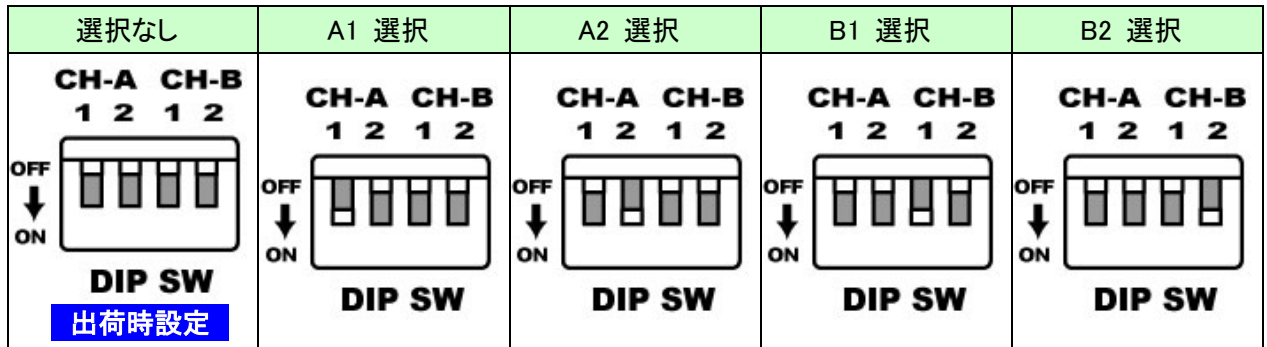 選択なし
A1 選択
A2 選択
B1 選択
B2 選択
CH-A CH-B
1 2 1 2
OFF
ON
DIP SW
出荷時設定
CH-A CH-B
1 2 1 2
OFF
ON
DIP SW
CH-A CH-B
1 2 1 2
OFF
ON
DIP SW
CH-A CH-B
1 2 1 2
OFF
ON
DIP SW
CH-A CH-B
1 2 1 2
OFF
ON
DIP SW